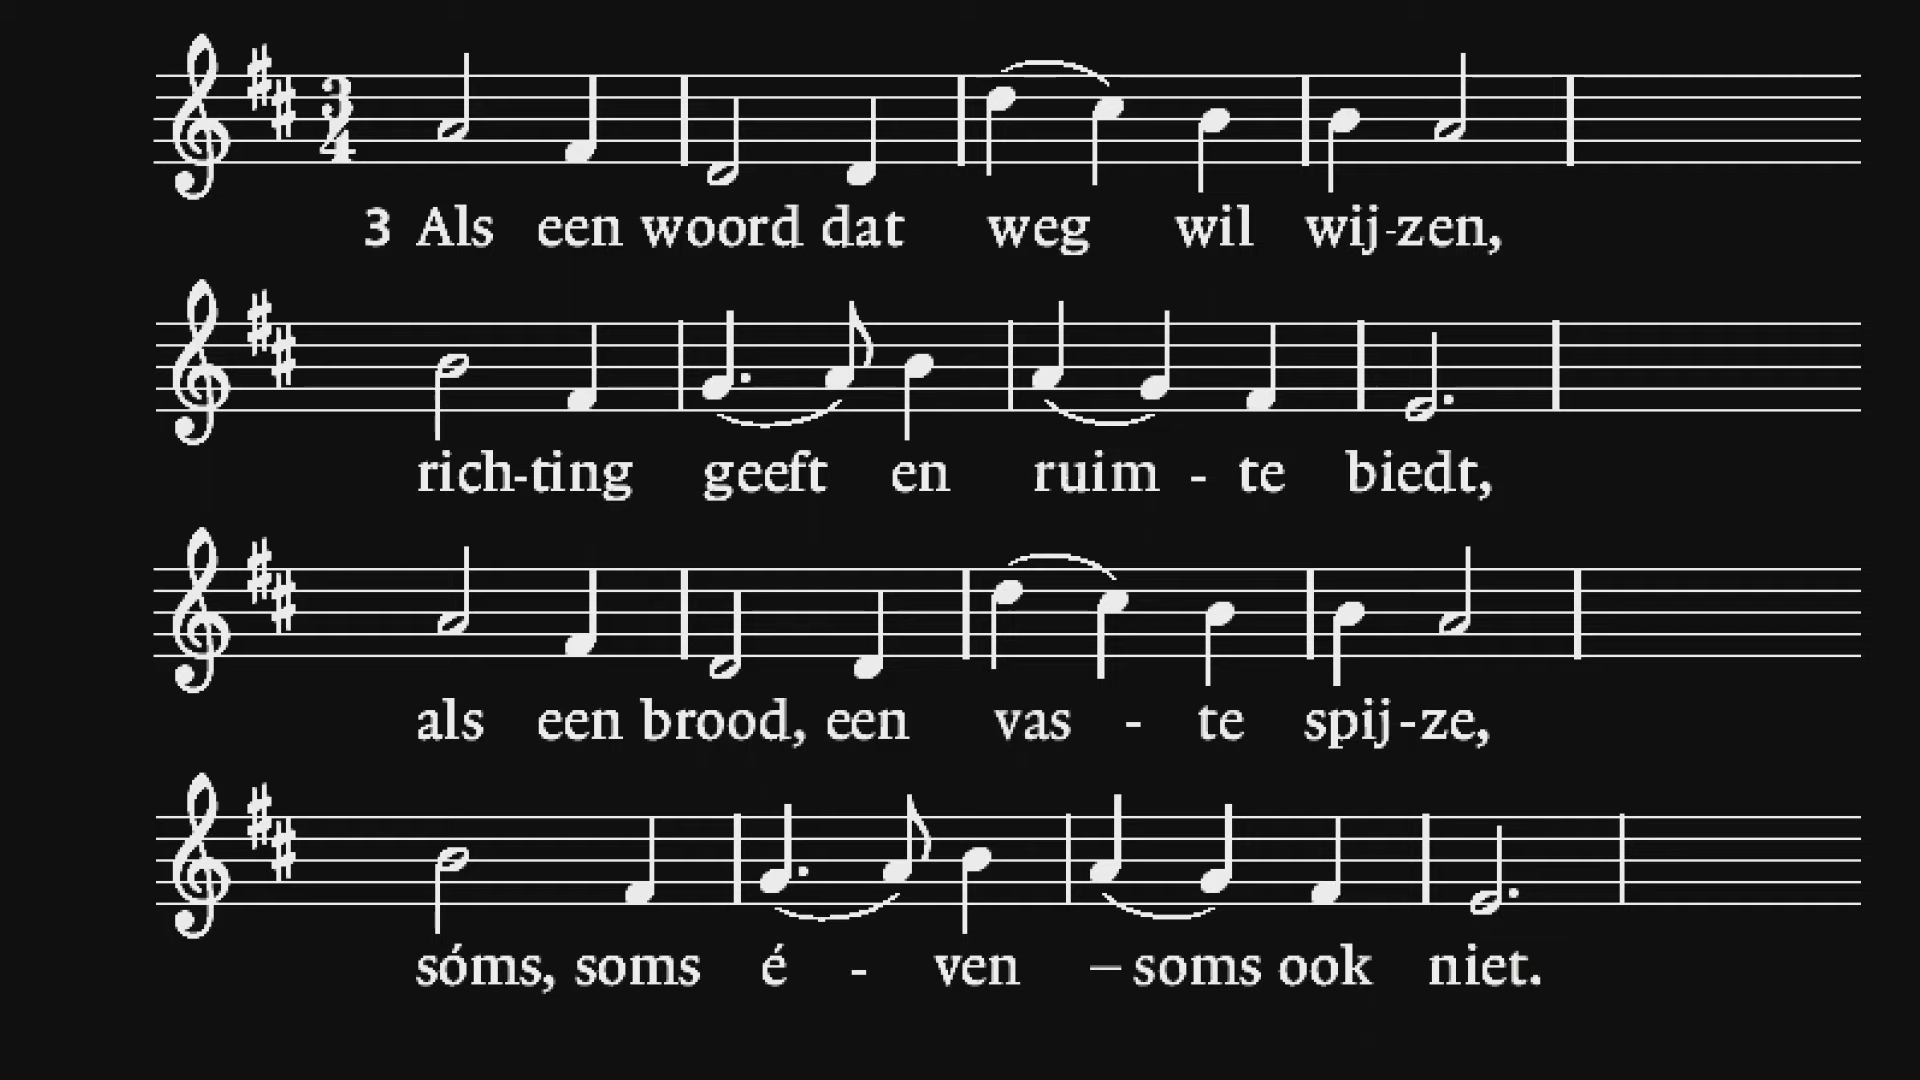 3 Als een woord dat weg wil wij-zen,
rich-ting geeft en ruim - te biedt,
als een brood, een vas - te spij-ze,
sóms, soms é - ven – soms ook niet.